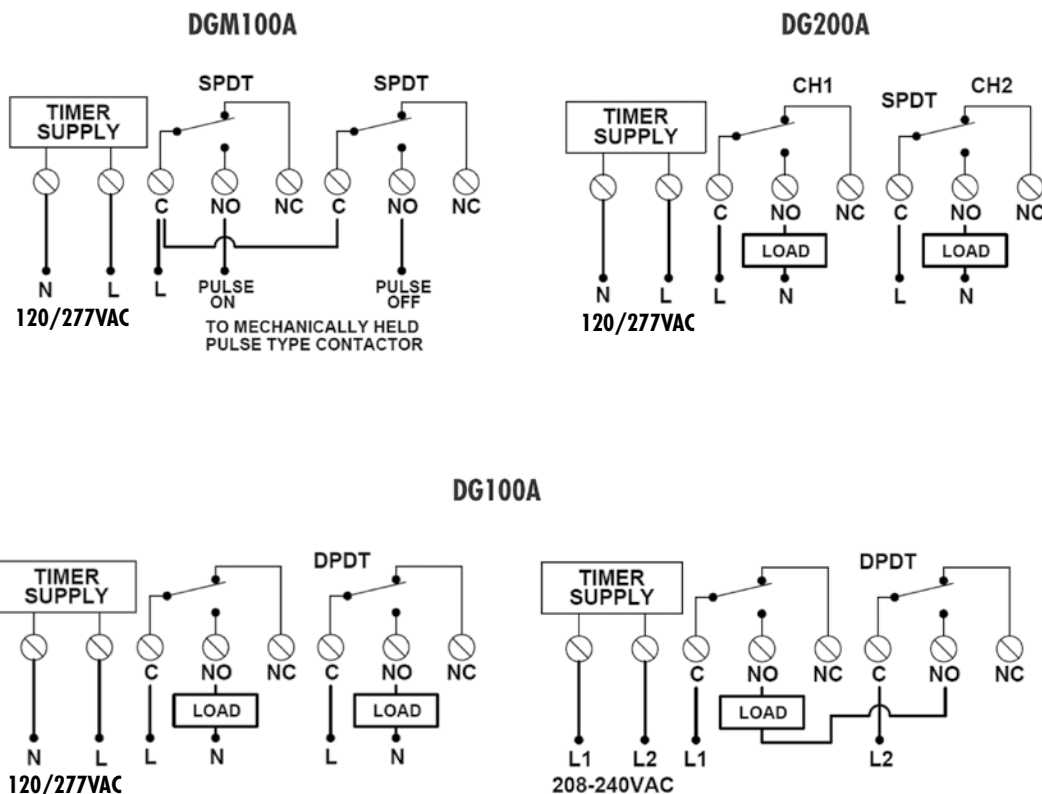 DGM100A
SPDT SPDT
TIMER
SUPPLY
C NO NC C NO NC
N L L PULSE
ON PULSE
OFF
120/277VAC
TO MECHANICALLY HELD
PULSE TYPE CONTACTOR
DG200A
CH1 SPDT CH2
TIMER
SUPPLY
C NO NC C NO NC
LOAD LOAD
N L L N L N
120/277VAC
DG100A
DPDT
TIMER
SUPPLY
C NO NC C NO NC
LOAD LOAD
N L L N L N
120/277VAC
DPDT
TIMER
SUPPLY
C NO NC C NO NC
LOAD
L1 L2 L1 L2
208-240VAC